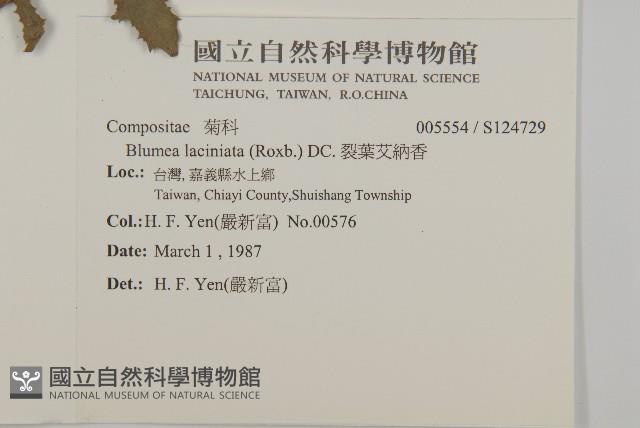 國立自然科學博物館
NATIONAL MUSEUM OF NATURAL SCIENCE
TAICHUNG, TAIWAN, R.O.CHINA
Compositae 菊科 005554 / S124729
Blumea laciniata (Roxb.) DC. 裂葉艾納香
Loc.: 台灣, 嘉義縣水上鄉
Taiwan, Chiayi County,Shuishang Township
Col.:H. F. Yen(嚴新富) No.00576
Date: March 1 , 1987
Det.: H. F. Yen(嚴新富)
國立自然科學博物館
NATIONAL MUSEUM OF NATURAL SCIENCE